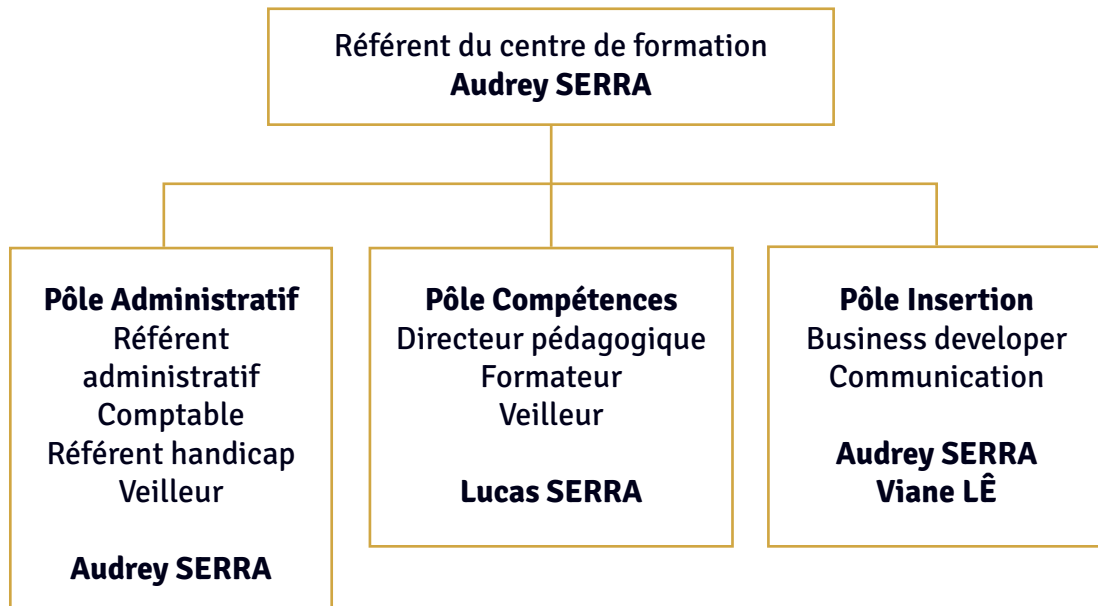 Référent du centre de formation
Audrey SERRA
Pôle Administratif
Référent
administratif
Comptable
Référent handicap
Veilleur
Audrey SERRA
Pôle Compétences
Directeur pédagogique
Formateur
Veilleur
Lucas SERRA
Pôle Insertion
Business developer
Communication
Audrey SERRA
Viane LÊ